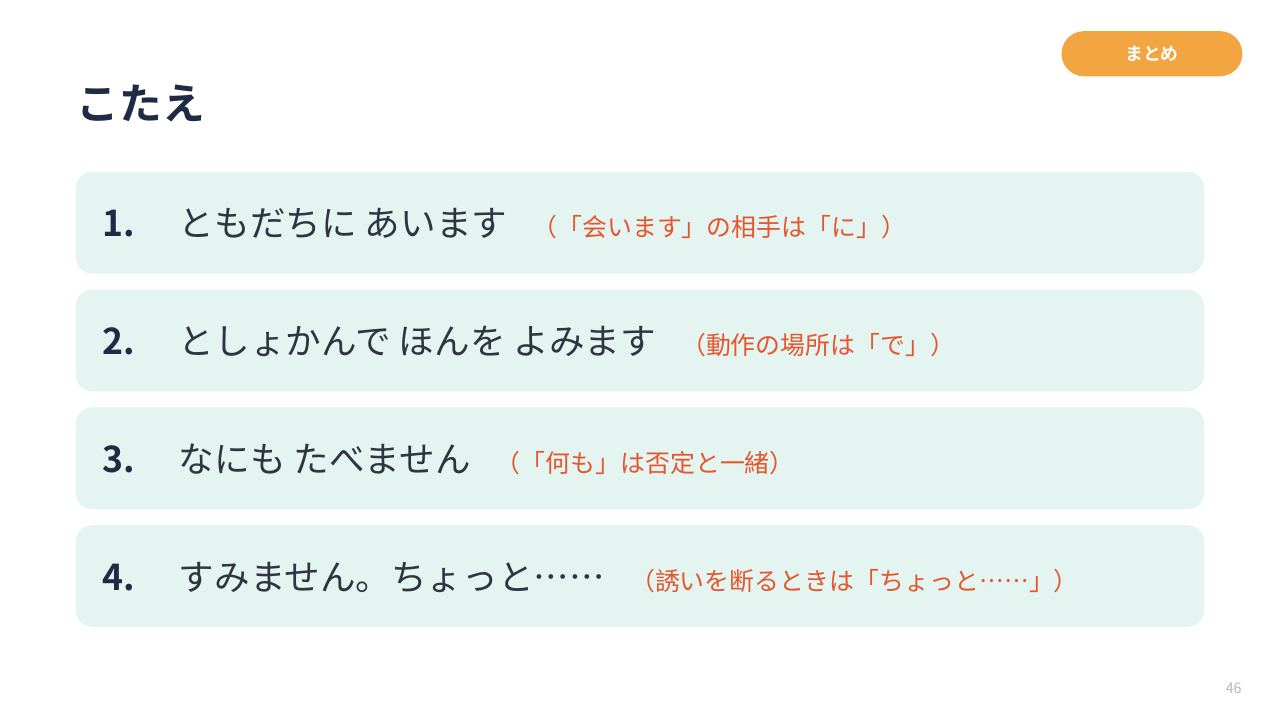 まとめ
こたえ
1. ともだちに あいます （「会います」の相手は「に」）
2. としょかんで ほんを よみます （動作の場所は「で」）
3. なにも たべません （「何も」は否定と一緒）
4. すみません。ちょっと…… （誘いを断るときは「ちょっと……」）
46